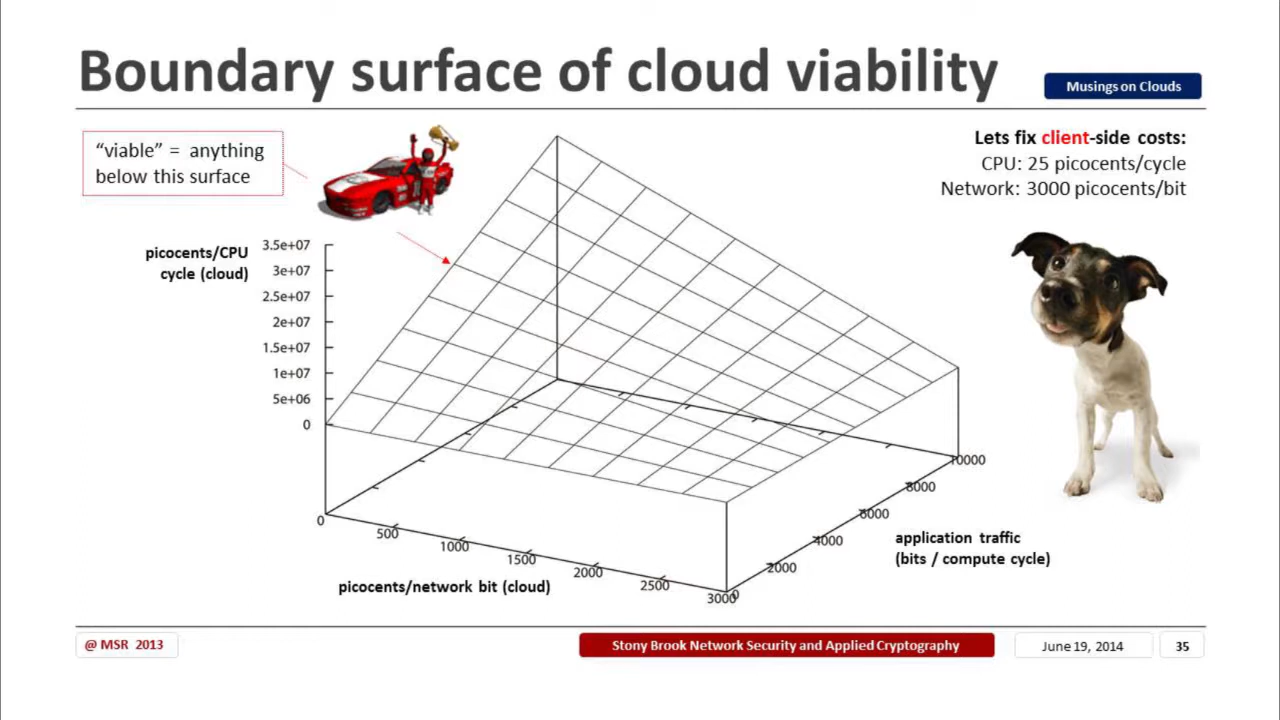 Boundary surface of cloud viability
Musings on Clouds
“viable” = anything
below this surface
Lets fix client-side costs:
CPU: 25 picocents/cycle
Network: 3000 picocents/bit
picocents/CPU
cycle (cloud)
3.5e+07
3e+07
2.5e+07
2e+07
1.5e+07
1e+07
5e+06
0
0
500
1000
1500
2000
2500
3000
picocents/network bit (cloud)
0
2000
4000
6000
8000
10000
application traffic
(bits / compute cycle)
@ MSR 2013
Stony Brook Network Security and Applied Cryptography
June 19, 2014
35